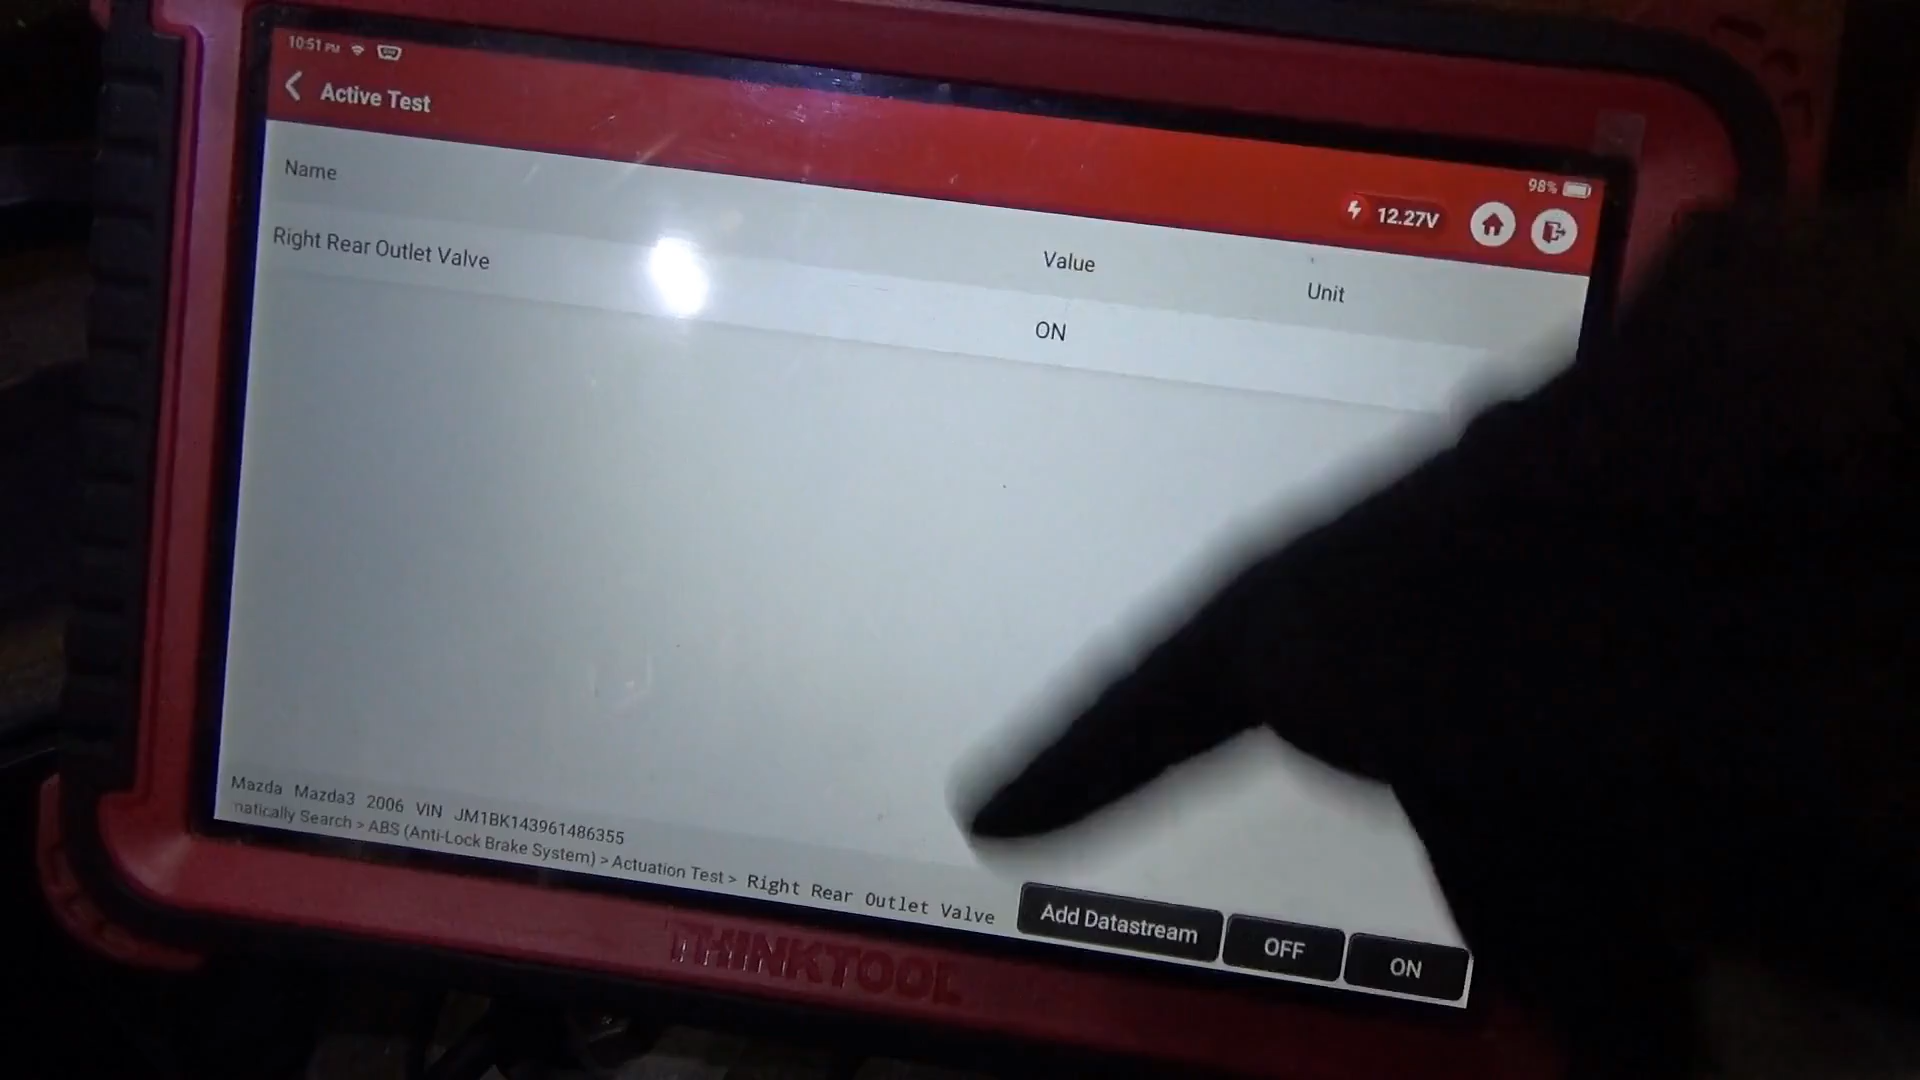 10:51 PM
98%
Active Test
12.27V
Name Value Unit
Right Rear Outlet Valve ON
Mazda Mazda3 2006 VIN JM1BK143961486355
natically Search > ABS (Anti-Lock Brake System) > Actuation Test > Right Rear Outlet Valve
Add Datastream OFF ON
THINKTOOL